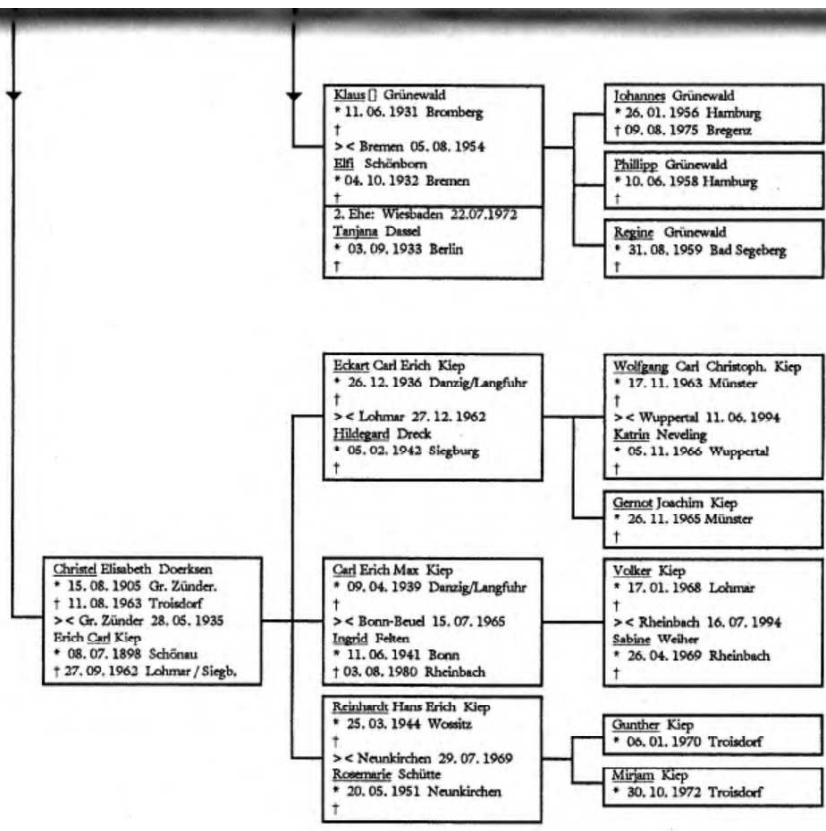 Klaus [] Grünewald
* 11. 06. 1931 Bromberg
†
> < Bremen 05. 08. 1954
Elfi Schönborn
* 04. 10. 1932 Bremen
†
2. Ehe: Wiesbaden 22.07.1972
Tanjana Dassel
* 03. 09. 1933 Berlin
†
Johannes Grünewald
* 26. 01. 1956 Hamburg
† 09. 08. 1975 Bregenz
Phillipp Grünewald
* 10. 06. 1958 Hamburg
†
Regine Grünewald
* 31. 08. 1959 Bad Segeberg
†
Eckart Carl Erich Kiep
* 26. 12. 1936 Danzig/Langfuhr
†
> < Lohmar 27. 12. 1962
Hildegard Dreck
* 05. 02. 1942 Siegburg
†
Wolfgang Carl Christoph. Kiep
* 17. 11. 1963 Münster
†
> < Wuppertal 11. 06. 1994
Katrin Neveling
* 05. 11. 1966 Wuppertal
†
Gernot Joachim Kiep
* 26. 11. 1965 Münster
†
Christel Elisabeth Doerksen
* 15. 08. 1905 Gr. Zünder.
† 11. 08. 1963 Troisdorf
> < Gr. Zünder 28. 05. 1935
Erich Carl Kiep
* 08. 07. 1898 Schönau
† 27. 09. 1962 Lohmar / Siegb.
Carl Erich Max Kiep
* 09. 04. 1939 Danzig/Langfuhr
†
> < Bonn-Beuel 15. 07. 1965
Ingrid Felten
* 11. 06. 1941 Bonn
† 03. 08. 1980 Rheinbach
Volker Kiep
* 17. 01. 1968 Lohmar
†
> < Rheinbach 16. 07. 1994
Sabine Weiher
* 26. 04. 1969 Rheinbach
†
Reinhardt Hans Erich Kiep
* 25. 03. 1944 Wossitz
†
> < Neunkirchen 29. 07. 1969
Rosemarie Schütte
* 20. 05. 1951 Neunkirchen
†
Gunther Kiep
* 06. 01. 1970 Troisdorf
Mirjam Kiep
* 30. 10. 1972 Troisdorf